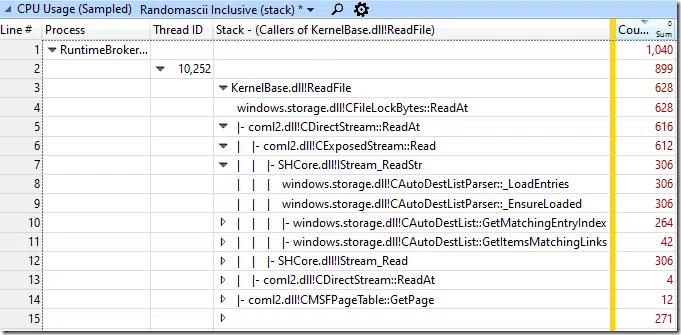 CPU Usage Randomascii Inclusive (stack) *
Line # Process Thread ID Stack - (Callers of KernelBase.dll!ReadFile) Cou... Sum
1 RuntimeBroker... 1,040
2 10,252 899
3 KernelBase.dll!ReadFile 628
4 windows.storage.dll!CFileLockBytes::ReadAt 628
5 |- coml2.dll!CDirectStream::ReadAt 616
6 | |- coml2.dll!CExposedStream::Read 612
7 | | |- SHCore.dll!IStream_ReadStr 306
8 | | | windows.storage.dll!CAutoDestListParser::_LoadEntries 306
9 | | | windows.storage.dll!CAutoDestListParser::_EnsureLoaded 306
10 | | | |- windows.storage.dll!CAutoDestList::GetMatchingEntryIndex 264
11 | | | |- windows.storage.dll!CAutoDestList::GetItemsMatchingLinks 42
12 | | |- SHCore.dll!IStream_Read 306
13 | |- coml2.dll!CDirectStream::ReadAt 4
14 |- coml2.dll!CMSFPageTable::GetPage 12
15 271